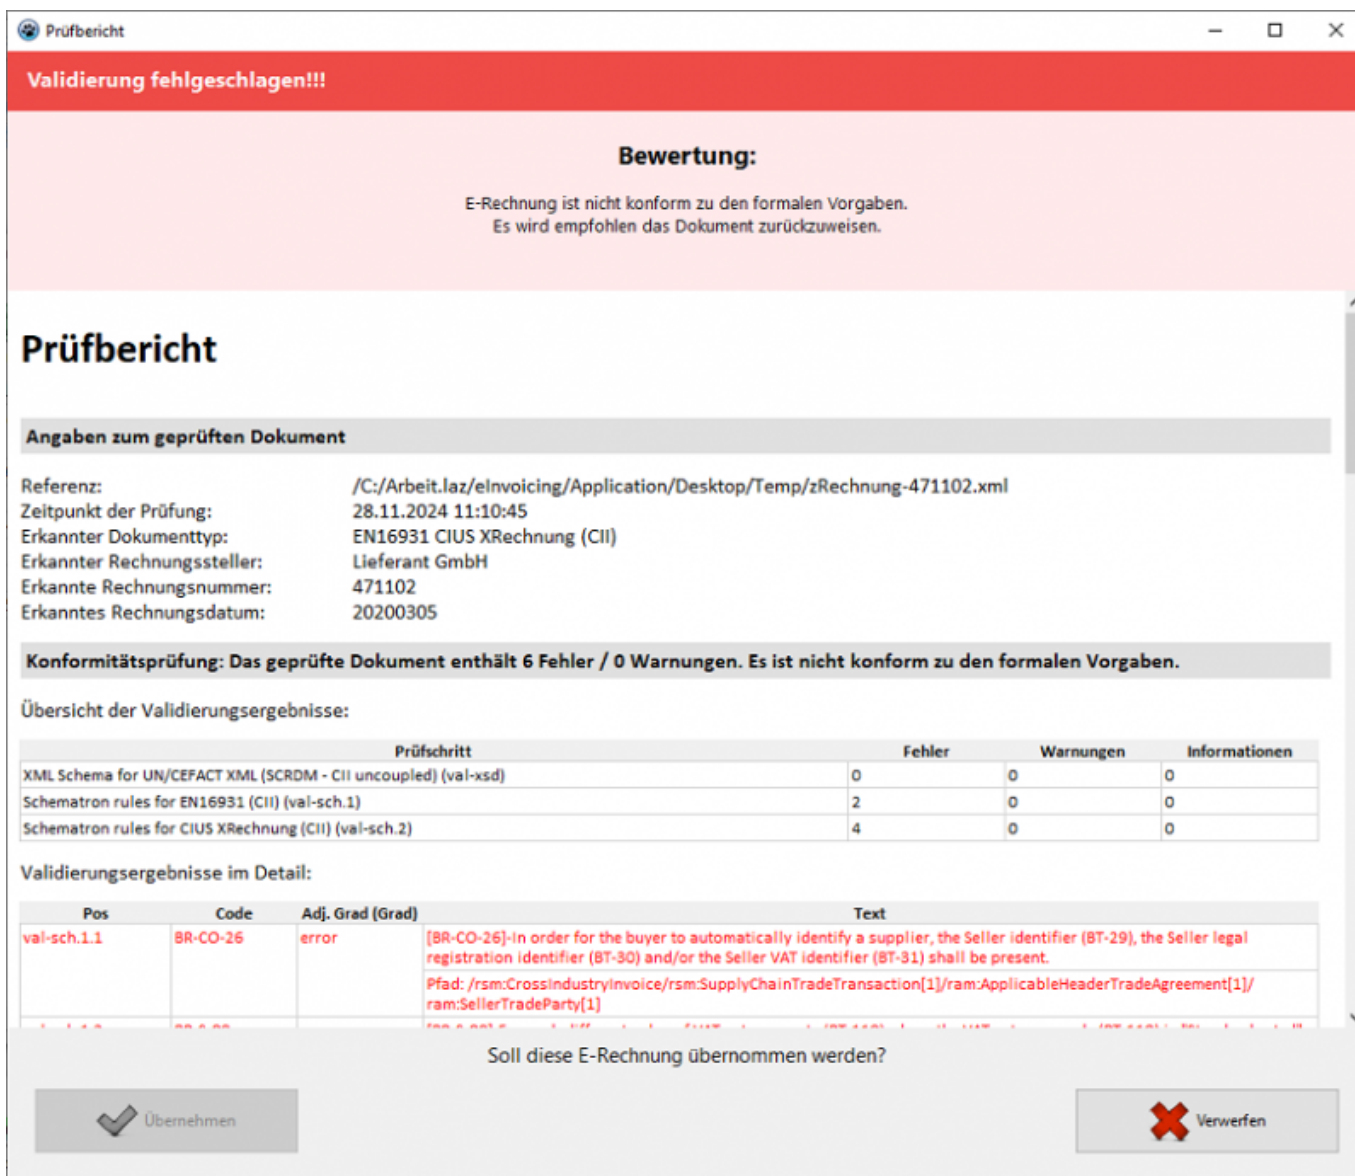 Prüfbericht
Validierung fehlgeschlagen!!!
Bewertung:
E-Rechnung ist nicht konform zu den formalen Vorgaben.
Es wird empfohlen das Dokument zurückzuweisen.
Prüfbericht
Angaben zum geprüften Dokument
Referenz: /C:/Arbeit.laz/eInvoicing/Application/Desktop/Temp/zRechnung-471102.xml
Zeitpunkt der Prüfung: 28.11.2024 11:10:45
Erkannter Dokumenttyp: EN16931 CIUS XRechnung (CII)
Erkannter Rechnungssteller: Lieferant GmbH
Erkannte Rechnungsnummer: 471102
Erkanntes Rechnungsdatum: 20200305
Konformitätsprüfung: Das geprüfte Dokument enthält 6 Fehler / 0 Warnungen. Es ist nicht konform zu den formalen Vorgaben.
Übersicht der Validierungsergebnisse:
Prüfschritt Fehler Warnungen Informationen
XML Schema for UN/CEFACT XML (SCRDM - CII uncoupled) (val-xsd) 0 0 0
Schematron rules for EN16931 (CII) (val-sch.1) 2 0 0
Schematron rules for CIUS XRechnung (CII) (val-sch.2) 4 0 0
Validierungsergebnisse im Detail:
Pos Code Adj. Grad (Grad) Text
val-sch.1.1 BR-CO-26 error [BR-CO-26]-In order for the buyer to automatically identify a supplier, the Seller identifier (BT-29), the Seller legal
registration identifier (BT-30) and/or the Seller VAT identifier (BT-31) shall be present.
Pfad: /rsm:CrossIndustryInvoice/rsm:SupplyChainTradeTransaction[1]/ram:ApplicableHeaderTradeAgreement[1]/
ram:SellerTradeParty[1]
Soll diese E-Rechnung übernommen werden?
Übernehmen Verwerfen